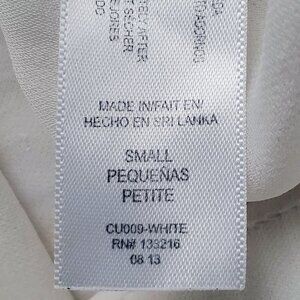 MADE IN/FAIT EN/
HECHO EN SRI LANKA
SMALL
PEQUEÑAS
PETITE
CU009-WHITE
RN# 133216
08 13